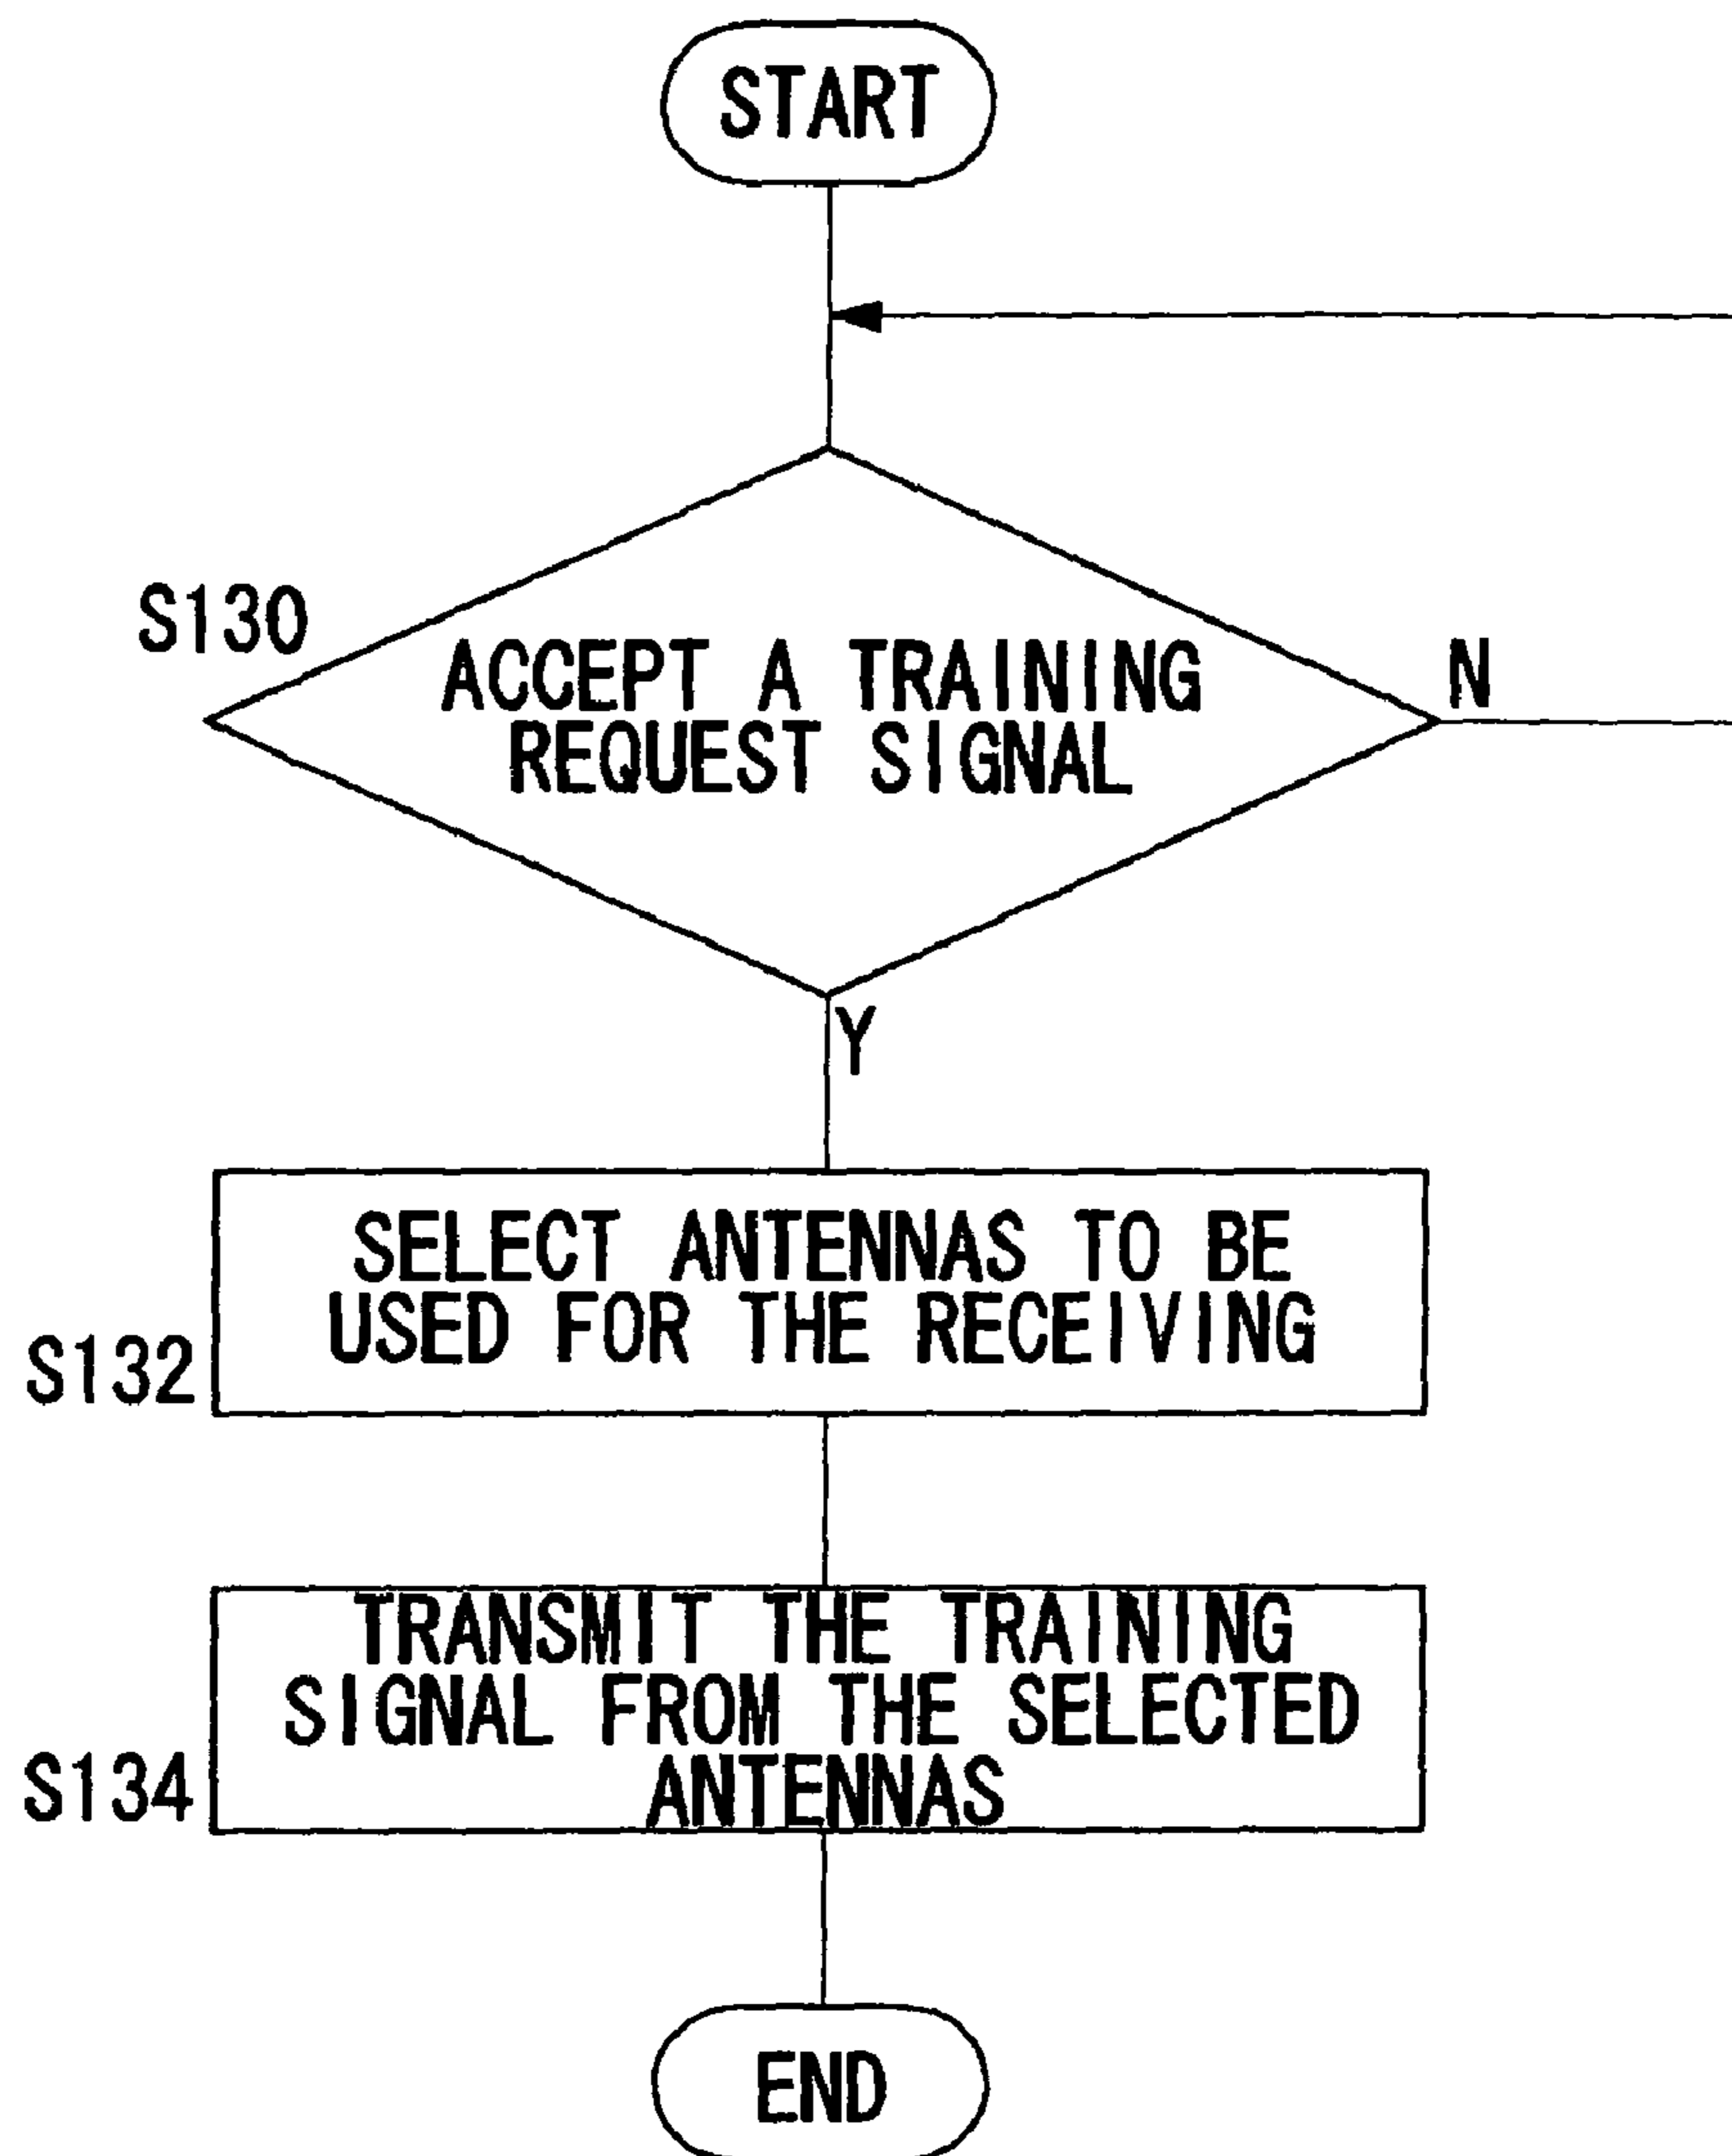 START
S130
ACCEPT A TRAINING
REQUEST SIGNAL
N
Y
SELECT ANTENNAS TO BE
USED FOR THE RECEIVING
S132
TRANSMIT THE TRAINING
SIGNAL FROM THE SELECTED
ANTENNAS
S134
END